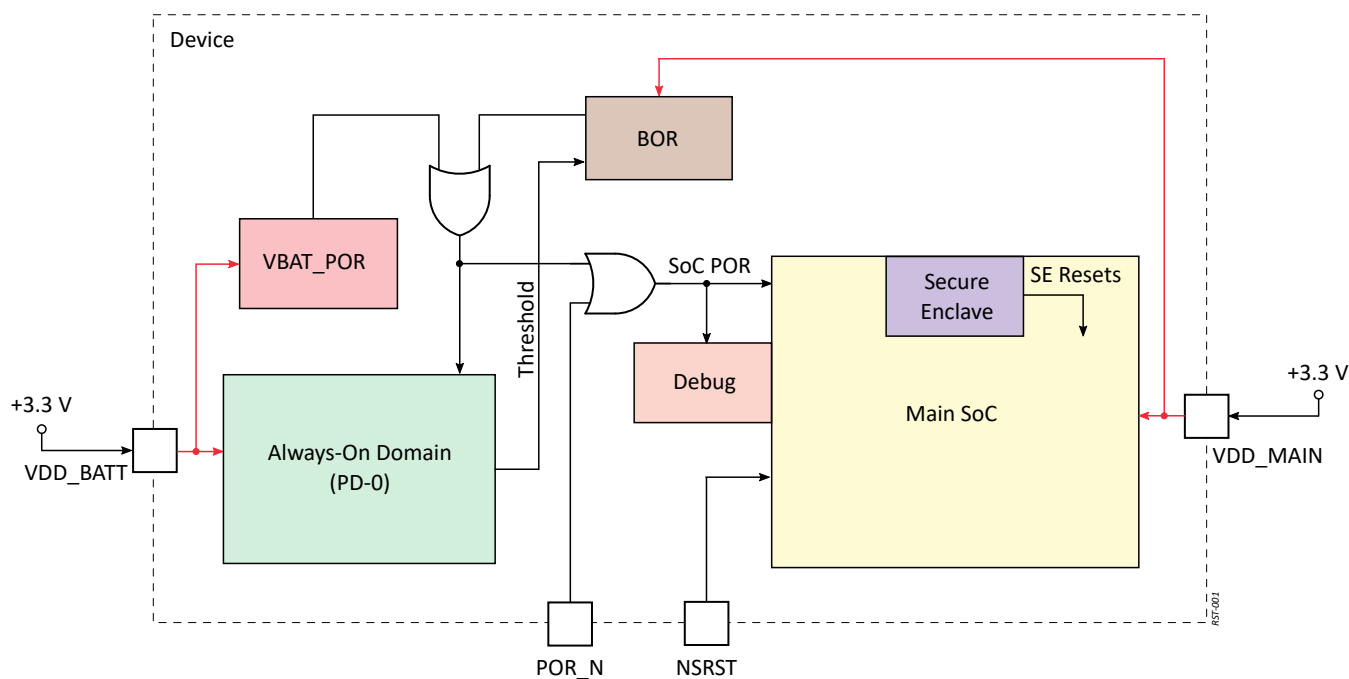 Device
BOR
VBAT_POR
Threshold
SoC POR
Secure
Enclave
SE Resets
Debug
Main SoC
+3.3 V
VDD_BATT
Always-On Domain
(PD-0)
+3.3 V
VDD_MAIN
POR_N
NSRST
RST-001